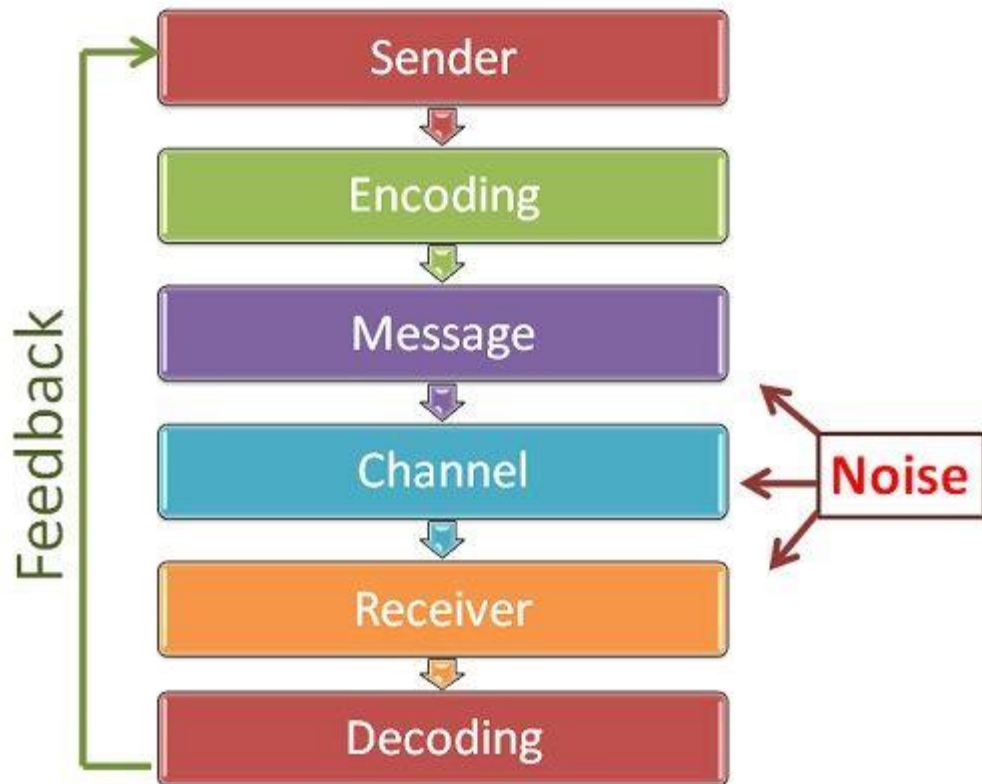 Sender
Encoding
Message
Channel
Receiver
Decoding
Feedback
Noise